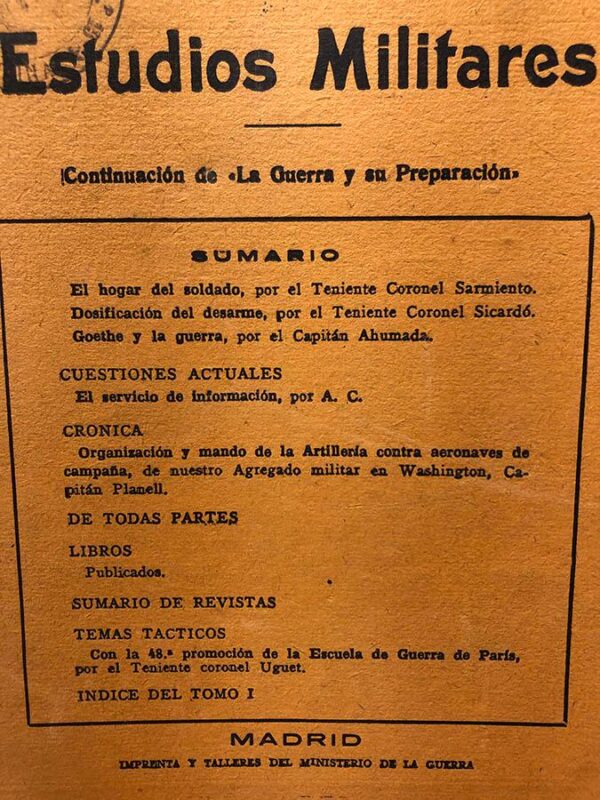 Estudios Militares
Continuación de «La Guerra y su Preparación»
SUMARIO
El hogar del soldado, por el Teniente Coronel Sarmiento.
Dosificación del desarme, por el Teniente Coronel Sicardó.
Goethe y la guerra, por el Capitán Ahumada.
CUESTIONES ACTUALES
El servicio de información, por A. C.
CRONICA
Organización y mando de la Artillería contra aeronaves de
campaña, de nuestro Agregado militar en Washington, Ca-
pitán Planell.
DE TODAS PARTES
LIBROS
Publicados.
SUMARIO DE REVISTAS
TEMAS TACTICOS
Con la 48.ª promoción de la Escuela de Guerra de París,
por el Teniente coronel Uguet.
INDICE DEL TOMO I
MADRID
IMPRENTA Y TALLERES DEL MINISTERIO DE LA GUERRA